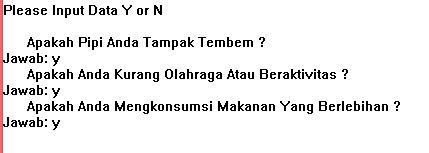 Please Input Data Y or N
Apakah Pipi Anda Tampak Tembem ?
Jawab: y
Apakah Anda Kurang Olahraga Atau Beraktivitas ?
Jawab: y
Apakah Anda Mengkonsumsi Makanan Yang Berlebihan ?
Jawab: y